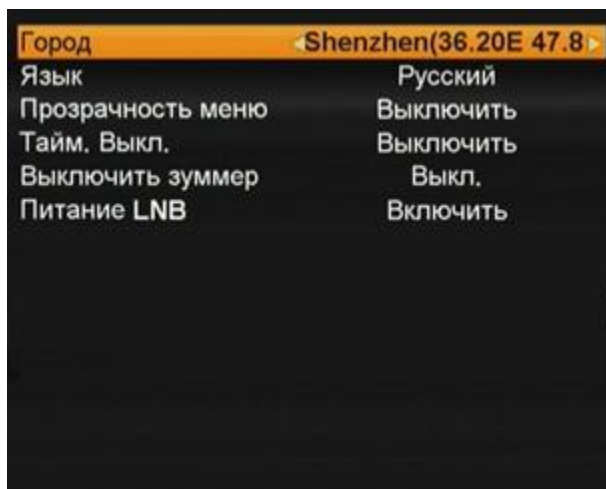 Город Shenzhen(36.20E 47.8
Язык Русский
Прозрачность меню Выключить
Тайм. Выкл. Выключить
Выключить зуммер Выкл.
Питание LNB Включить